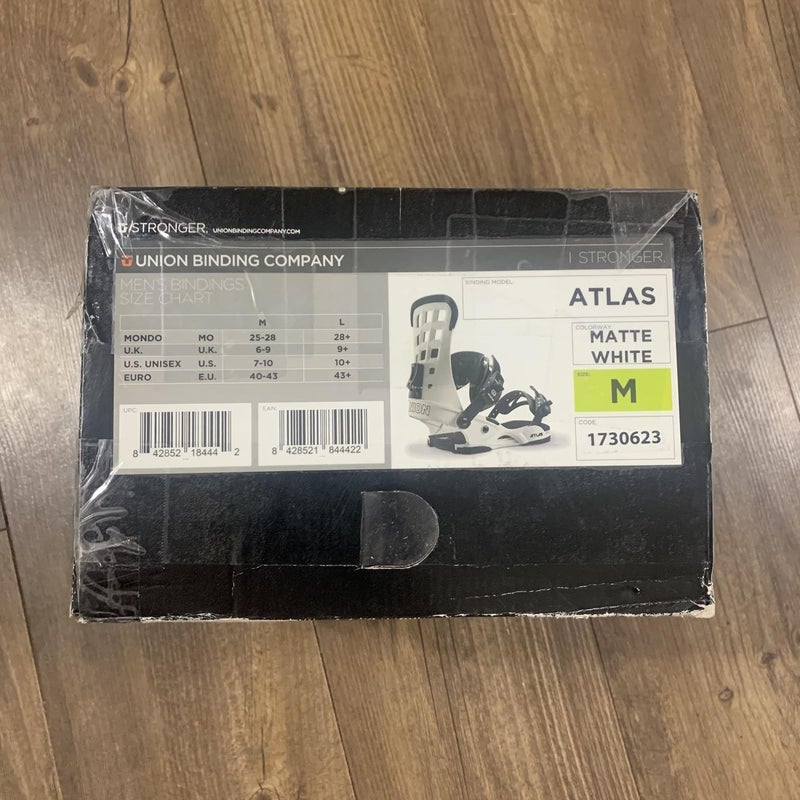 STRONGER. UNIONBINDINGCOMPANY.COM
UNION BINDING COMPANY
I STRONGER.
MEN'S BINDINGS
SIZE CHART
M L
MONDO MO 25-28 28+
U.K. U.K. 6-9 9+
U.S. UNISEX U.S. 7-10 10+
EURO E.U. 40-43 43+
UPC:
8 42852 18444 2
EAN:
8 428521 844422
UNION
ATLAS
BINDING MODEL:
ATLAS
COLORWAY:
MATTE
WHITE
SIZE:
M
CODE:
1730623